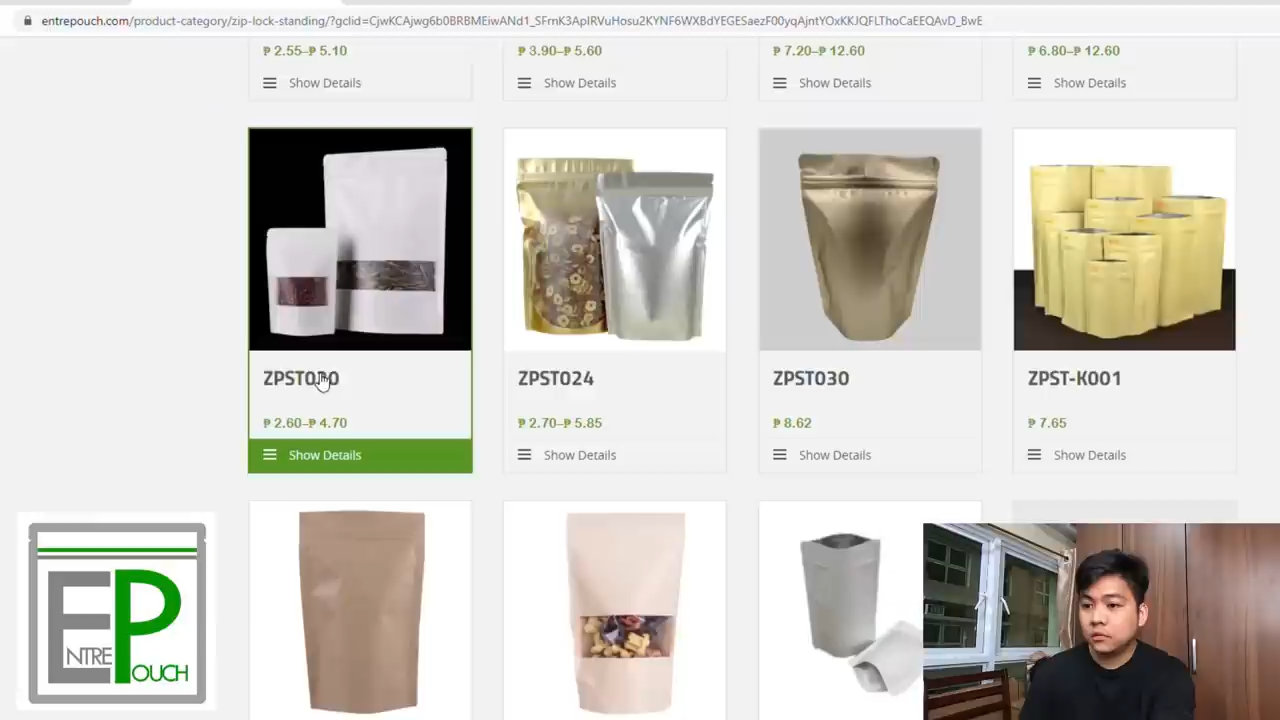 entrepouch.com/product-category/zip-lock-standing/?gclid=CjwKCAjwg6b0BRBMEiwANd1_SFrnK3ApIRVuHosu2KYNF6WXBdYEGESaezF00yqAjntYOxKKJQFLThoCaEEQAvD_BwE
₱ 2.55–₱ 5.10
₱ 3.90–₱ 5.60
₱ 7.20–₱ 12.60
₱ 6.80–₱ 12.60
Show Details
Show Details
Show Details
Show Details
ZPST024
ZPST030
ZPST-K001
₱ 2.60–₱ 4.70
₱ 2.70–₱ 5.85
₱ 8.62
₱ 7.65
Show Details
Show Details
Show Details
Show Details
ENTRE
POUCH